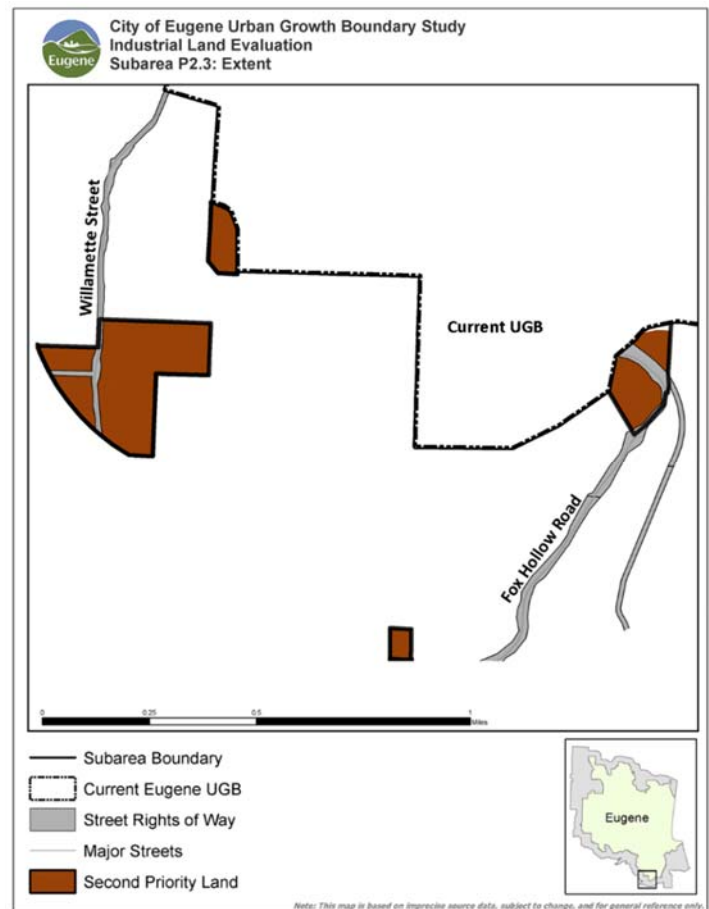 City of Eugene Urban Growth Boundary Study
Industrial Land Evaluation
Subarea P2.3: Extent
Eugene
Willamette Street
Current UGB
Fox Hollow Road
0 0.25 0.5 1
Miles
Subarea Boundary
Current Eugene UGB
Street Rights of Way
Major Streets
Second Priority Land
Eugene
Note: This map is based on imprecise source data, subject to change, and for general reference only.